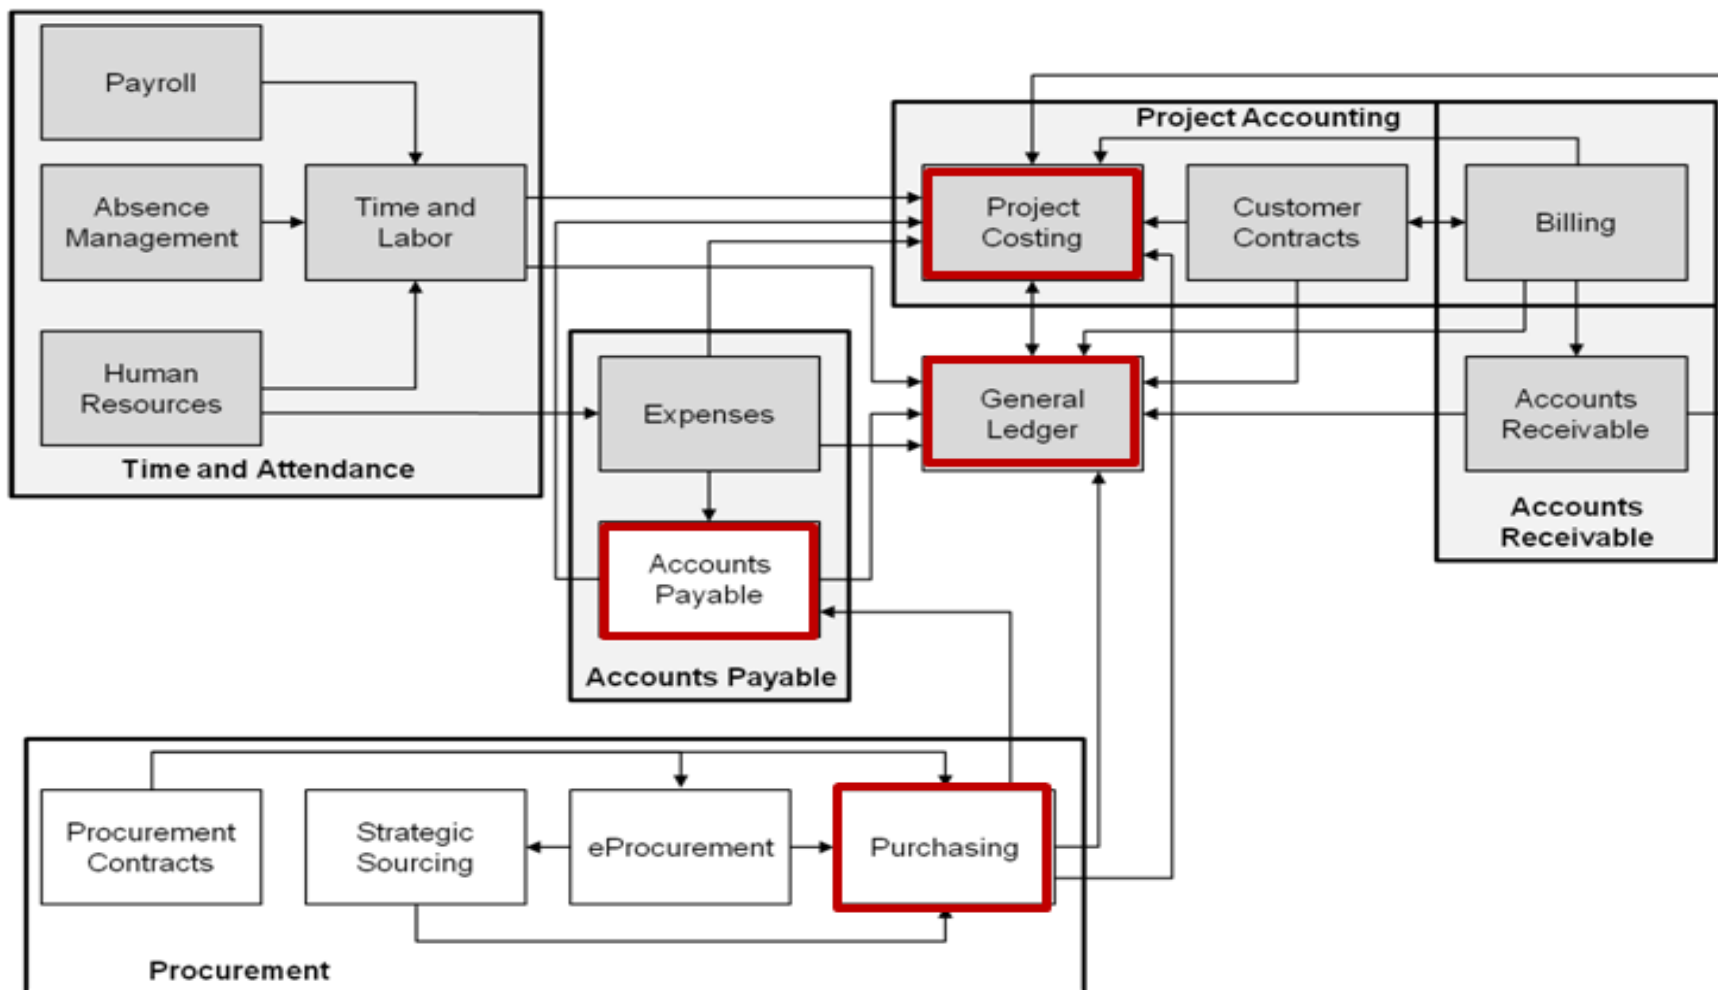 Payroll
Absence
Management
Time and
Labor
Human
Resources
Time and Attendance
Project Accounting
Project
Costing
Customer
Contracts
Billing
Expenses
General
Ledger
Accounts
Receivable
Accounts
Receivable
Accounts
Payable
Accounts Payable
Procurement
Contracts
Strategic
Sourcing
eProcurement
Purchasing
Procurement